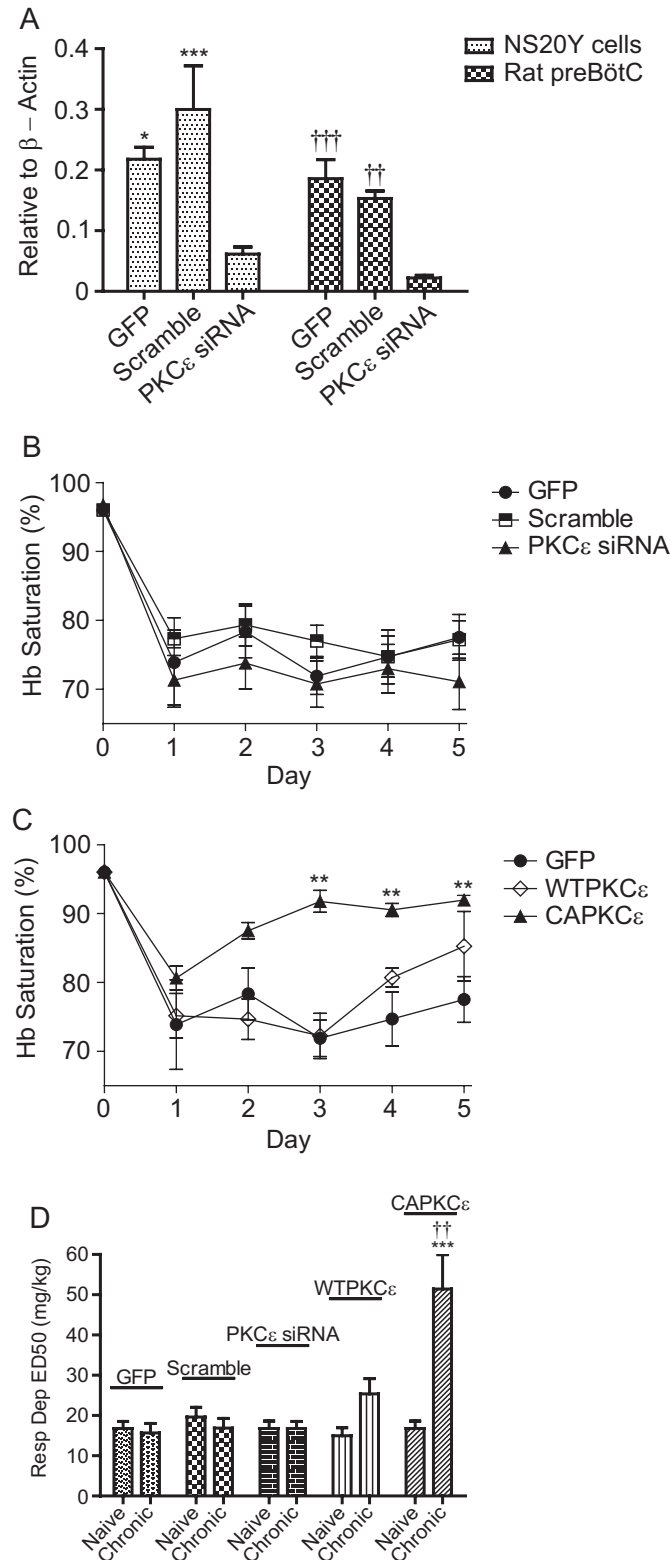 A
Relative to β – Actin
0.4
0.3
0.2
0.1
0
*
***
†††
††
NS20Y cells
Rat preBötC
GFP
Scramble
PKCε siRNA
GFP
Scramble
PKCε siRNA
B
Hb Saturation (%)
100
90
80
70
0 1 2 3 4 5
Day
GFP
Scramble
PKCε siRNA
C
Hb Saturation (%)
100
90
80
70
** ** **
0 1 2 3 4 5
Day
GFP
WTPKCε
CAPKCε
D
Resp Dep ED50 (mg/kg)
60
50
40
30
20
10
0
GFP
Scramble
PKCε siRNA
WTPKCε
CAPKCε
††
***
Naive
Chronic
Naive
Chronic
Naive
Chronic
Naive
Chronic
Naive
Chronic